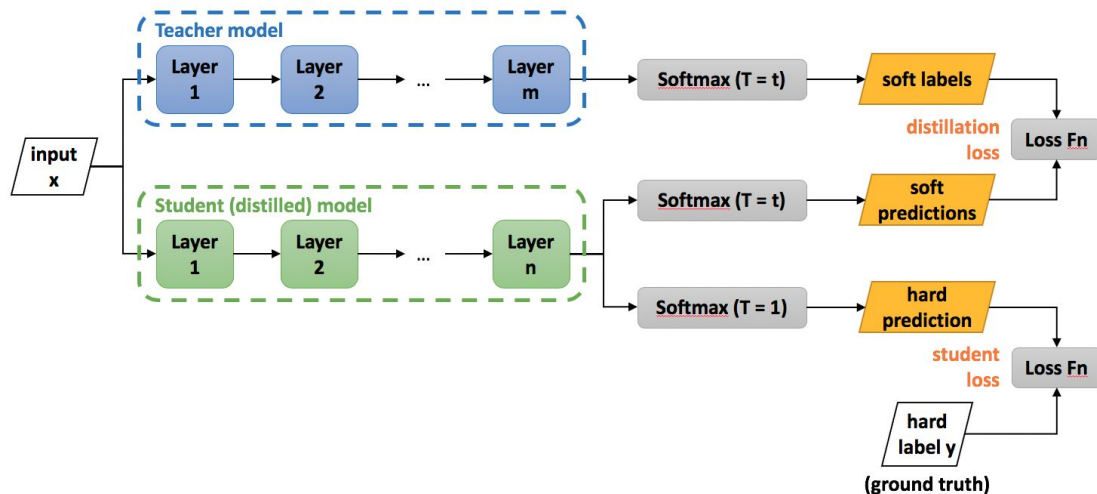 Teacher model
Layer
1
Layer
2
...
Layer
m
Softmax (T = t)
soft labels
input
x
distillation
loss
Loss Fn
Student (distilled) model
Layer
1
Layer
2
...
Layer
n
Softmax (T = t)
soft
predictions
Softmax (T = 1)
hard
prediction
student
loss
Loss Fn
hard
label y
(ground truth)